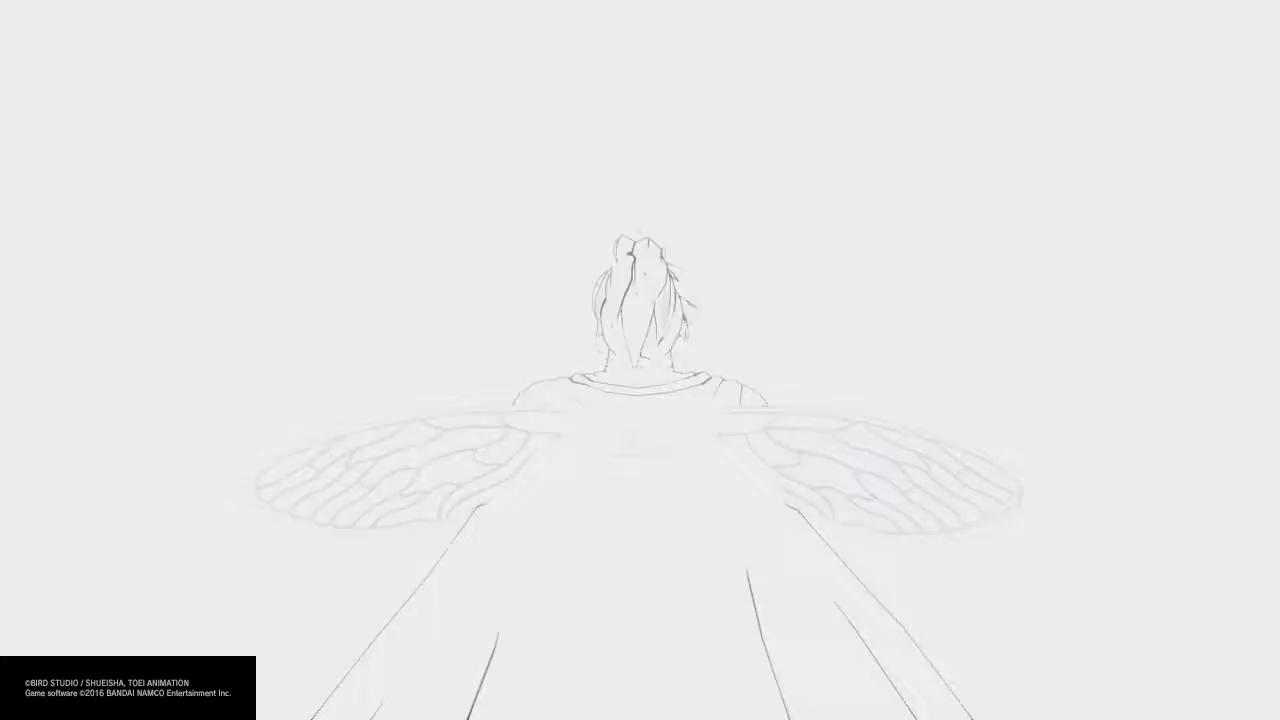 ©BIRD STUDIO / SHUEISHA, TOEI ANIMATION
Game software ©2016 BANDAI NAMCO Entertainment Inc.